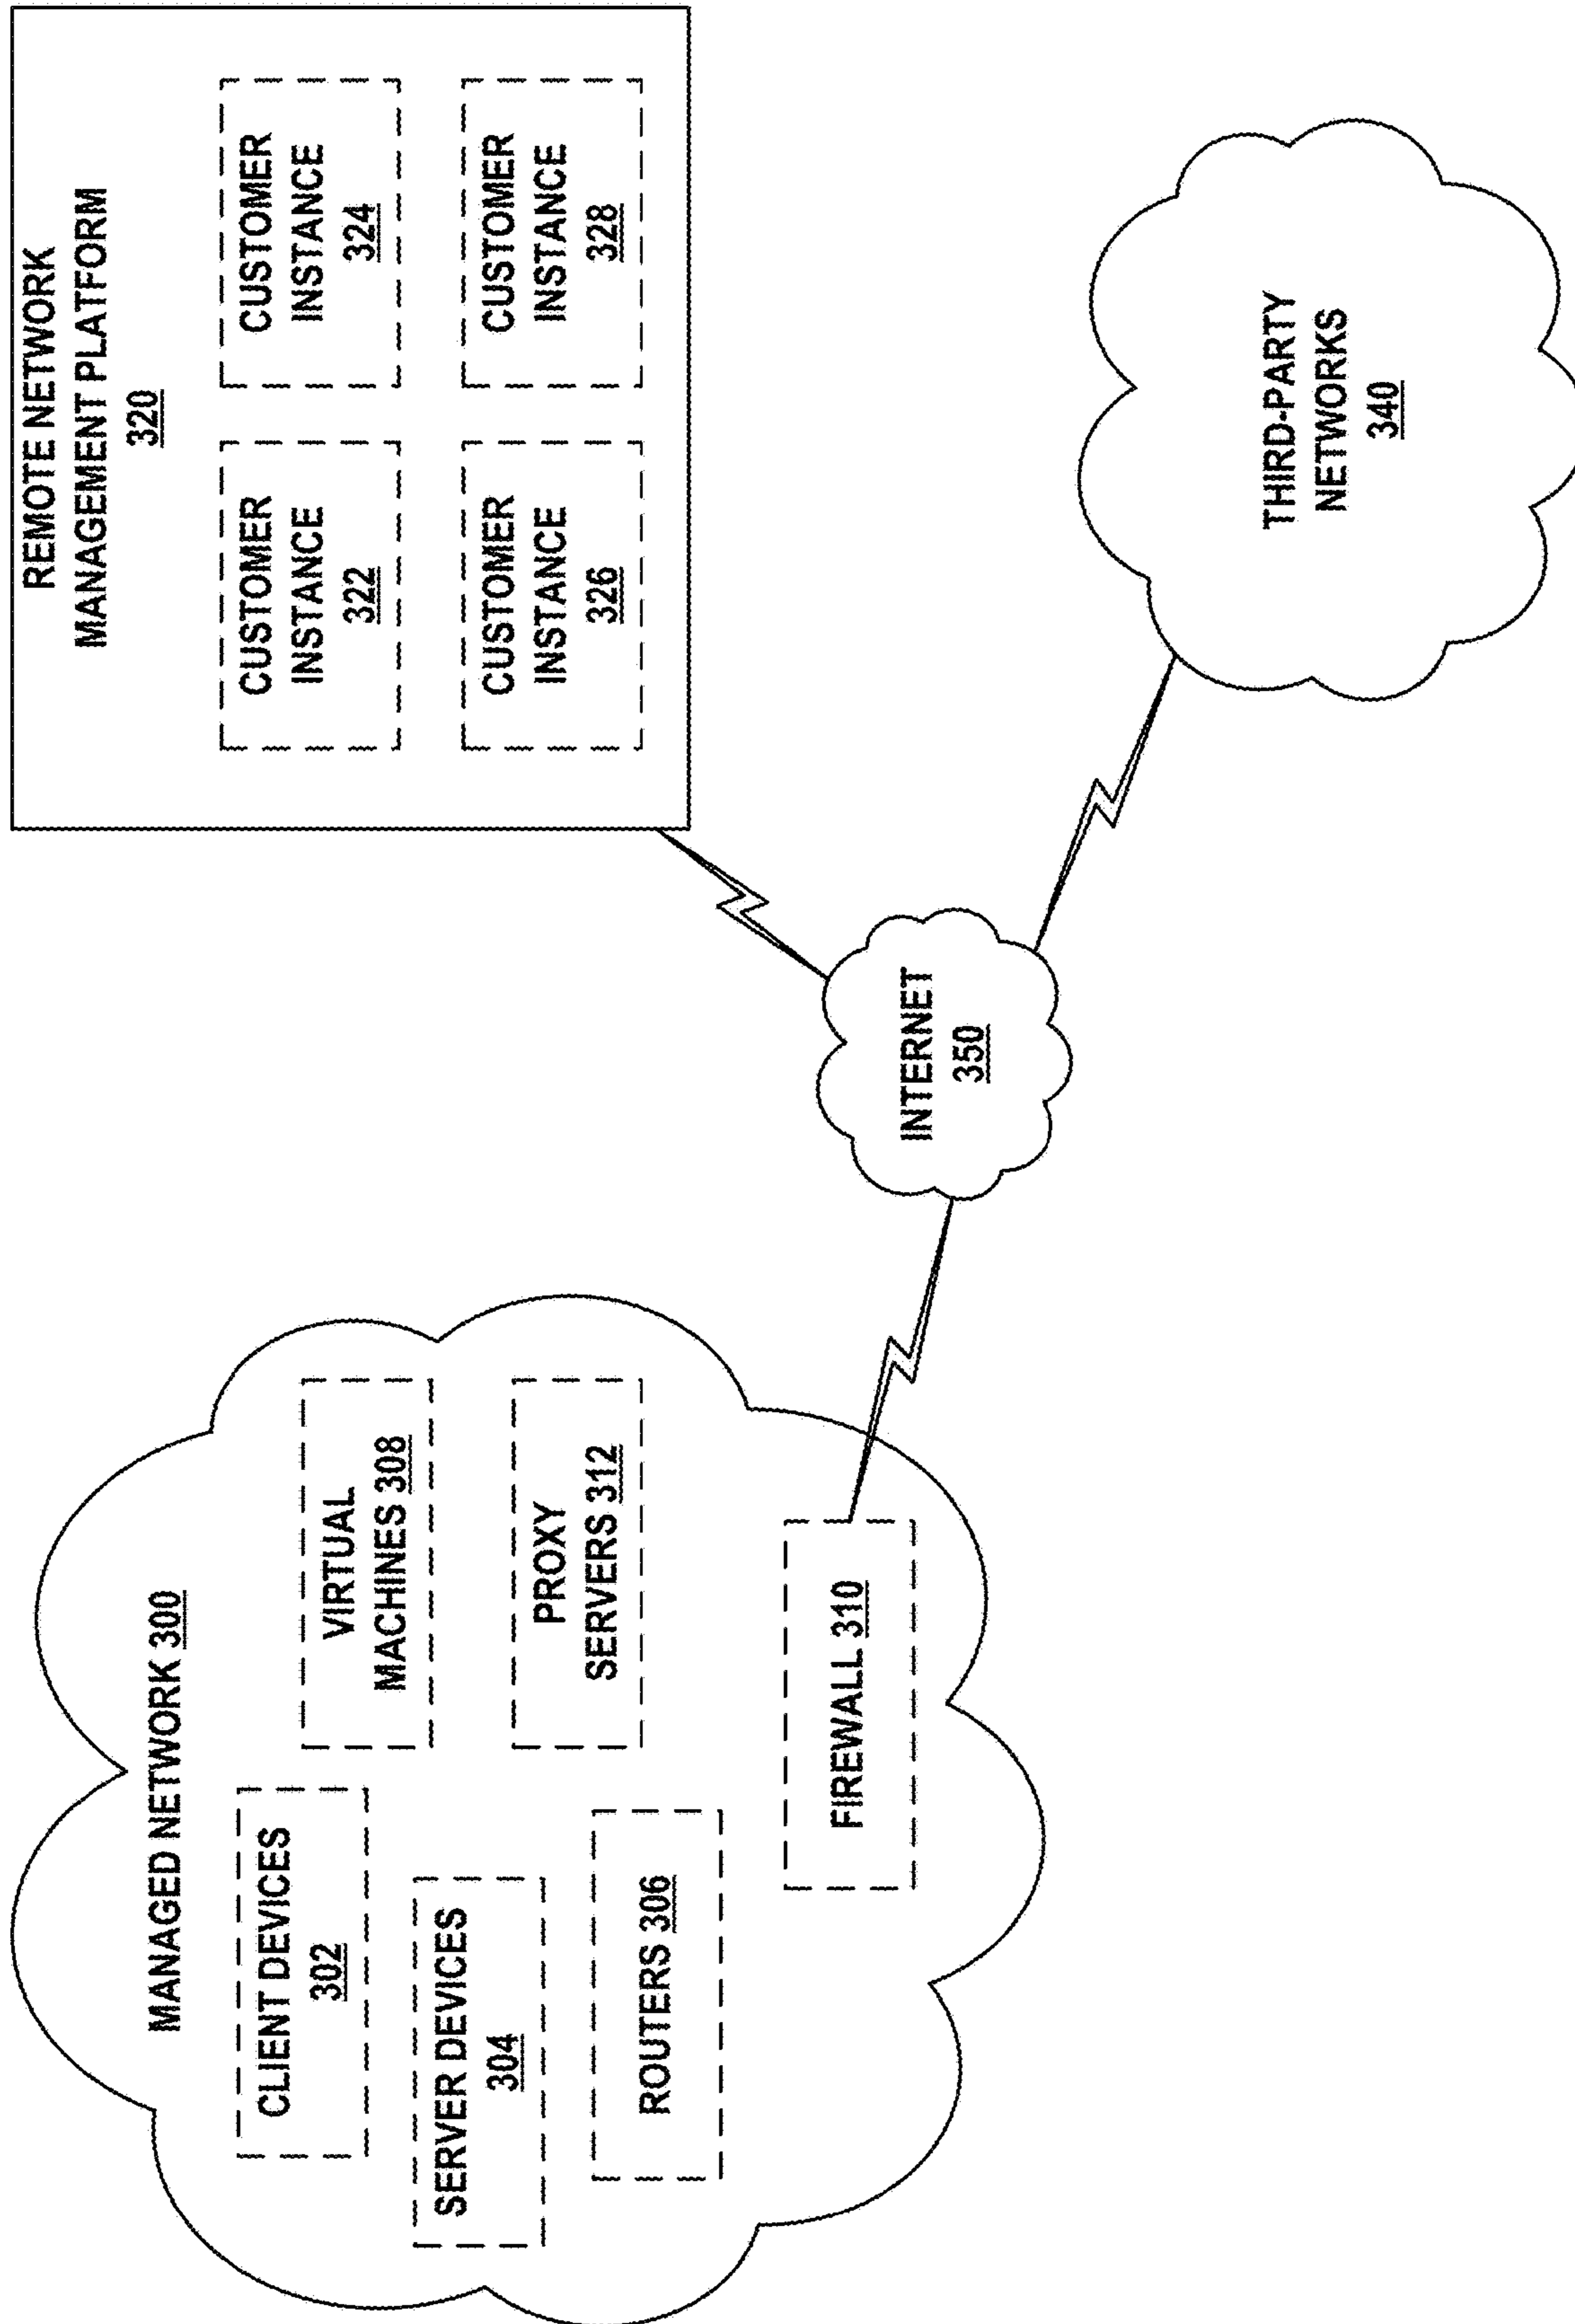 MANAGED NETWORK 300
CLIENT DEVICES
302
SERVER DEVICES
304
ROUTERS 306
VIRTUAL
MACHINES 308
PROXY
SERVERS 312
FIREWALL 310
INTERNET
350
REMOTE NETWORK
MANAGEMENT PLATFORM
320
CUSTOMER
INSTANCE
322
CUSTOMER
INSTANCE
324
CUSTOMER
INSTANCE
326
CUSTOMER
INSTANCE
328
THIRD-PARTY
NETWORKS
340